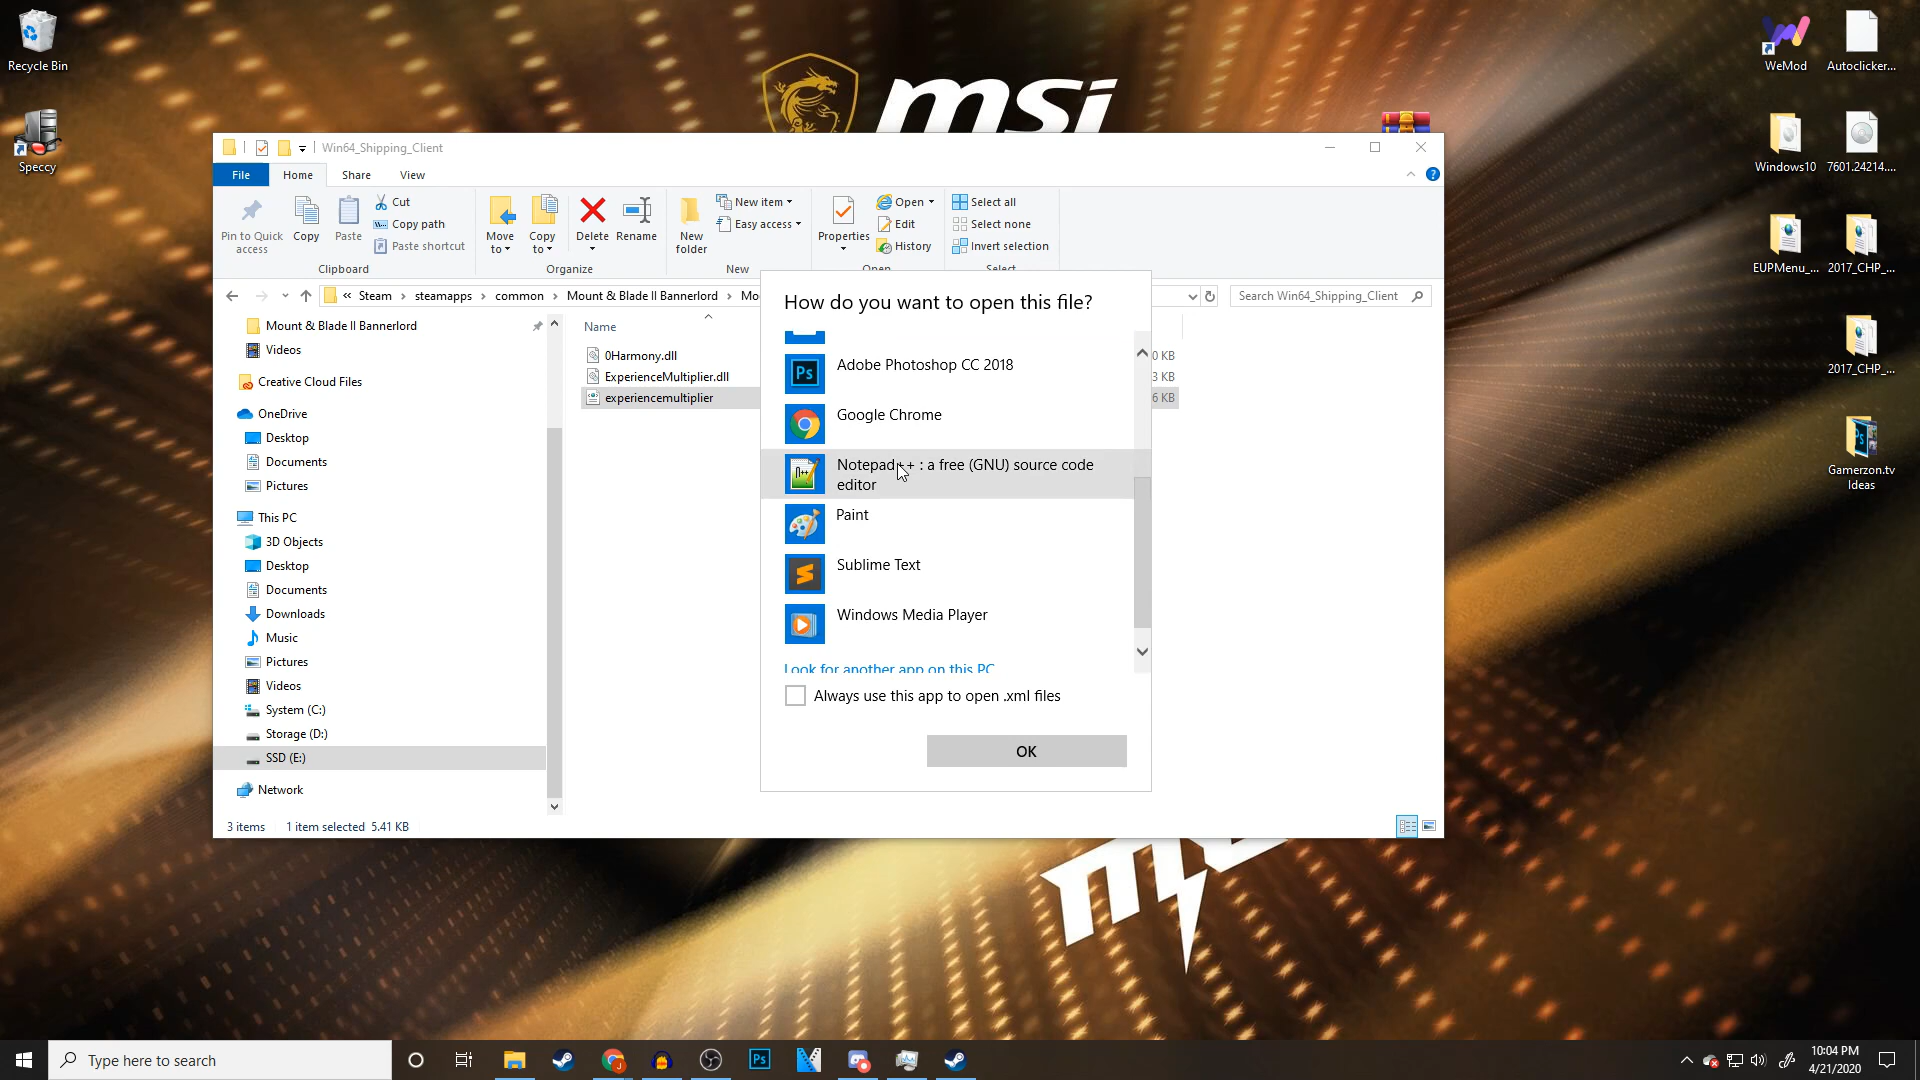 Recycle Bin
Speccy
WeMod
Autoclicker...
Windows10
7601.24214....
EUPMenu_...
2017_CHP_...
2017_CHP_...
Gamerzon.tv
Ideas
msi
Win64_Shipping_Client
File
Home
Share
View
Pin to Quick
access
Copy
Paste
Cut
Copy path
Paste shortcut
Clipboard
Move
to
Copy
to
Delete
Rename
Organize
New
folder
New item
Easy access
New
Properties
Open
Edit
History
Open
Select all
Select none
Invert selection
Select
« Steam > steamapps > common > Mount & Blade II Bannerlord > Mo
Search Win64_Shipping_Client
Mount & Blade II Bannerlord
Videos
Creative Cloud Files
OneDrive
Desktop
Documents
Pictures
This PC
3D Objects
Desktop
Documents
Downloads
Music
Pictures
Videos
System (C:)
Storage (D:)
SSD (E:)
Network
Name
0Harmony.dll
0 KB
ExperienceMultiplier.dll
3 KB
experiencemultiplier
6 KB
How do you want to open this file?
Adobe Photoshop CC 2018
Google Chrome
Notepad++ : a free (GNU) source code
editor
Paint
Sublime Text
Windows Media Player
Look for another app on this PC
Always use this app to open .xml files
OK
3 items
1 item selected 5.41 KB
Type here to search
10:04 PM
4/21/2020